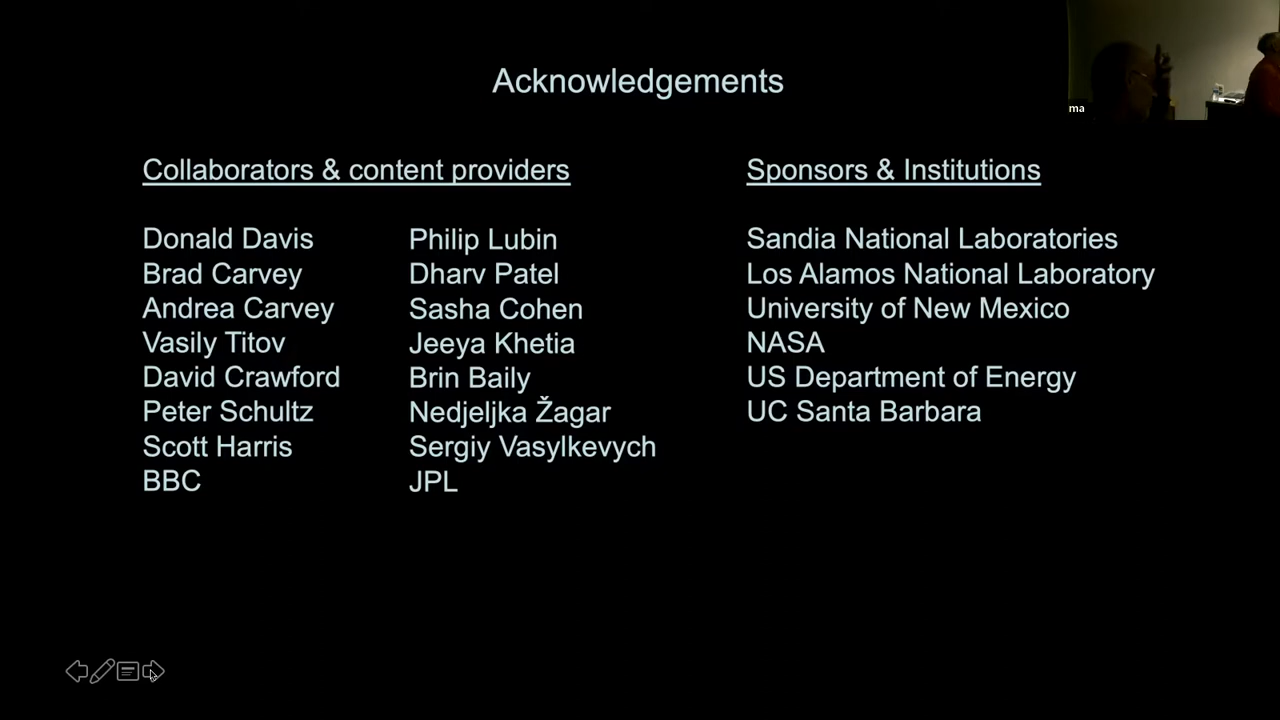 Acknowledgements
ma
Collaborators & content providers
Donald Davis
Brad Carvey
Andrea Carvey
Vasily Titov
David Crawford
Peter Schultz
Scott Harris
BBC
Philip Lubin
Dharv Patel
Sasha Cohen
Jeeya Khetia
Brin Baily
Nedjeljka Žagar
Sergiy Vasylkevych
JPL
Sponsors & Institutions
Sandia National Laboratories
Los Alamos National Laboratory
University of New Mexico
NASA
US Department of Energy
UC Santa Barbara